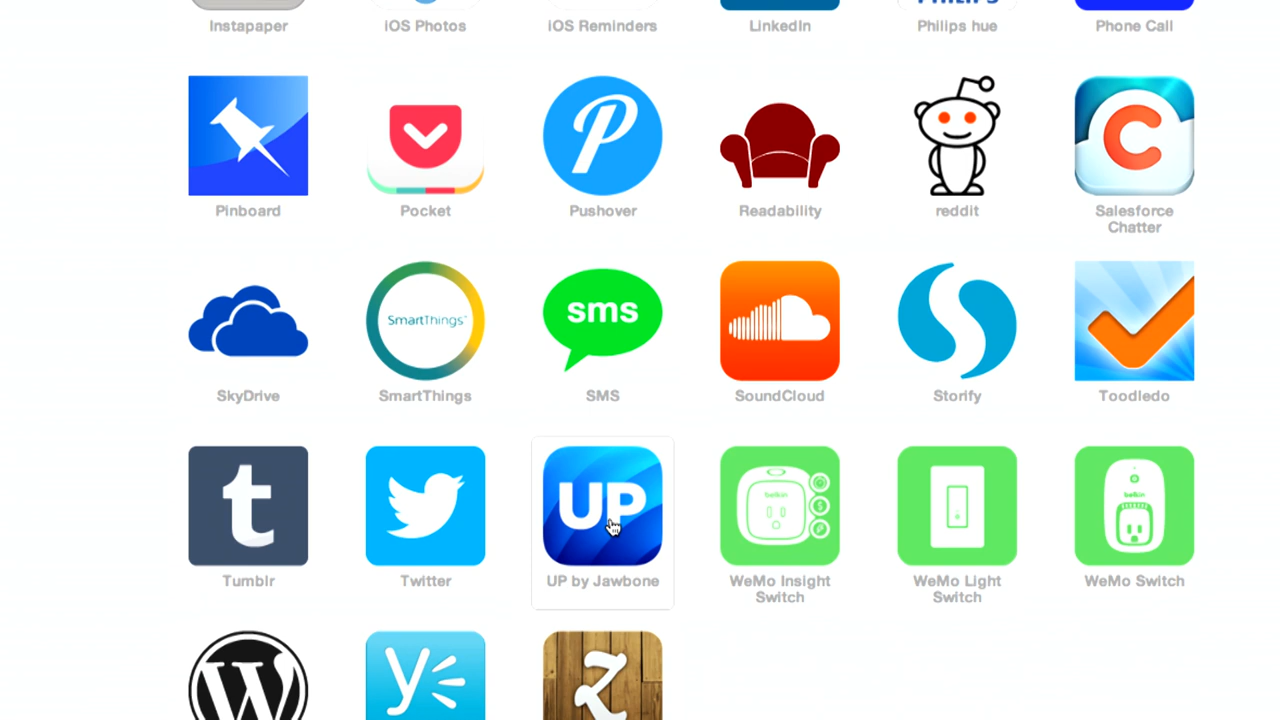 Instapaper
iOS Photos
iOS Reminders
LinkedIn
Philips hue
Phone Call
Pinboard
Pocket
Pushover
Readability
reddit
Salesforce
Chatter
SmartThings
sms
SkyDrive
SmartThings
SMS
SoundCloud
Storify
Toodledo
t
UP
belkin
belkin
Tumblr
Twitter
UP by Jawbone
WeMo Insight
Switch
WeMo Light
Switch
WeMo Switch